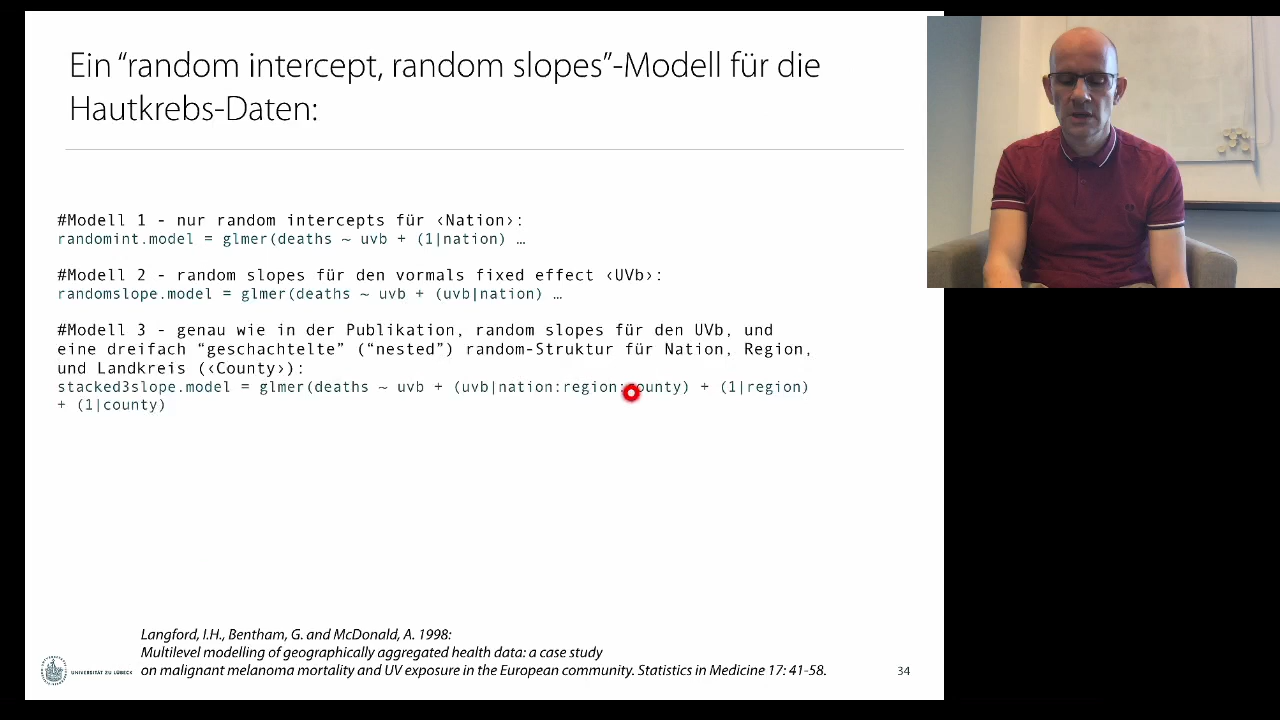 Ein “random intercept, random slopes”-Modell für die
Hautkrebs-Daten:
#Modell 1 - nur random intercepts für ‹Nation›:
randomint.model = glmer(deaths ~ uvb + (1|nation) …
#Modell 2 - random slopes für den vormals fixed effect ‹UVb›:
randomslope.model = glmer(deaths ~ uvb + (uvb|nation) …
#Modell 3 - genau wie in der Publikation, random slopes für den UVb, und
eine dreifach “geschachtelte” (“nested”) random-Struktur für Nation, Region,
und Landkreis (‹County›):
stacked3slope.model = glmer(deaths ~ uvb + (uvb|nation:region:county) + (1|region)
+ (1|county)
Langford, I.H., Bentham, G. and McDonald, A. 1998:
Multilevel modelling of geographically aggregated health data: a case study
on malignant melanoma mortality and UV exposure in the European community. Statistics in Medicine 17: 41-58.
UNIVERSITÄT ZU LÜBECK
34